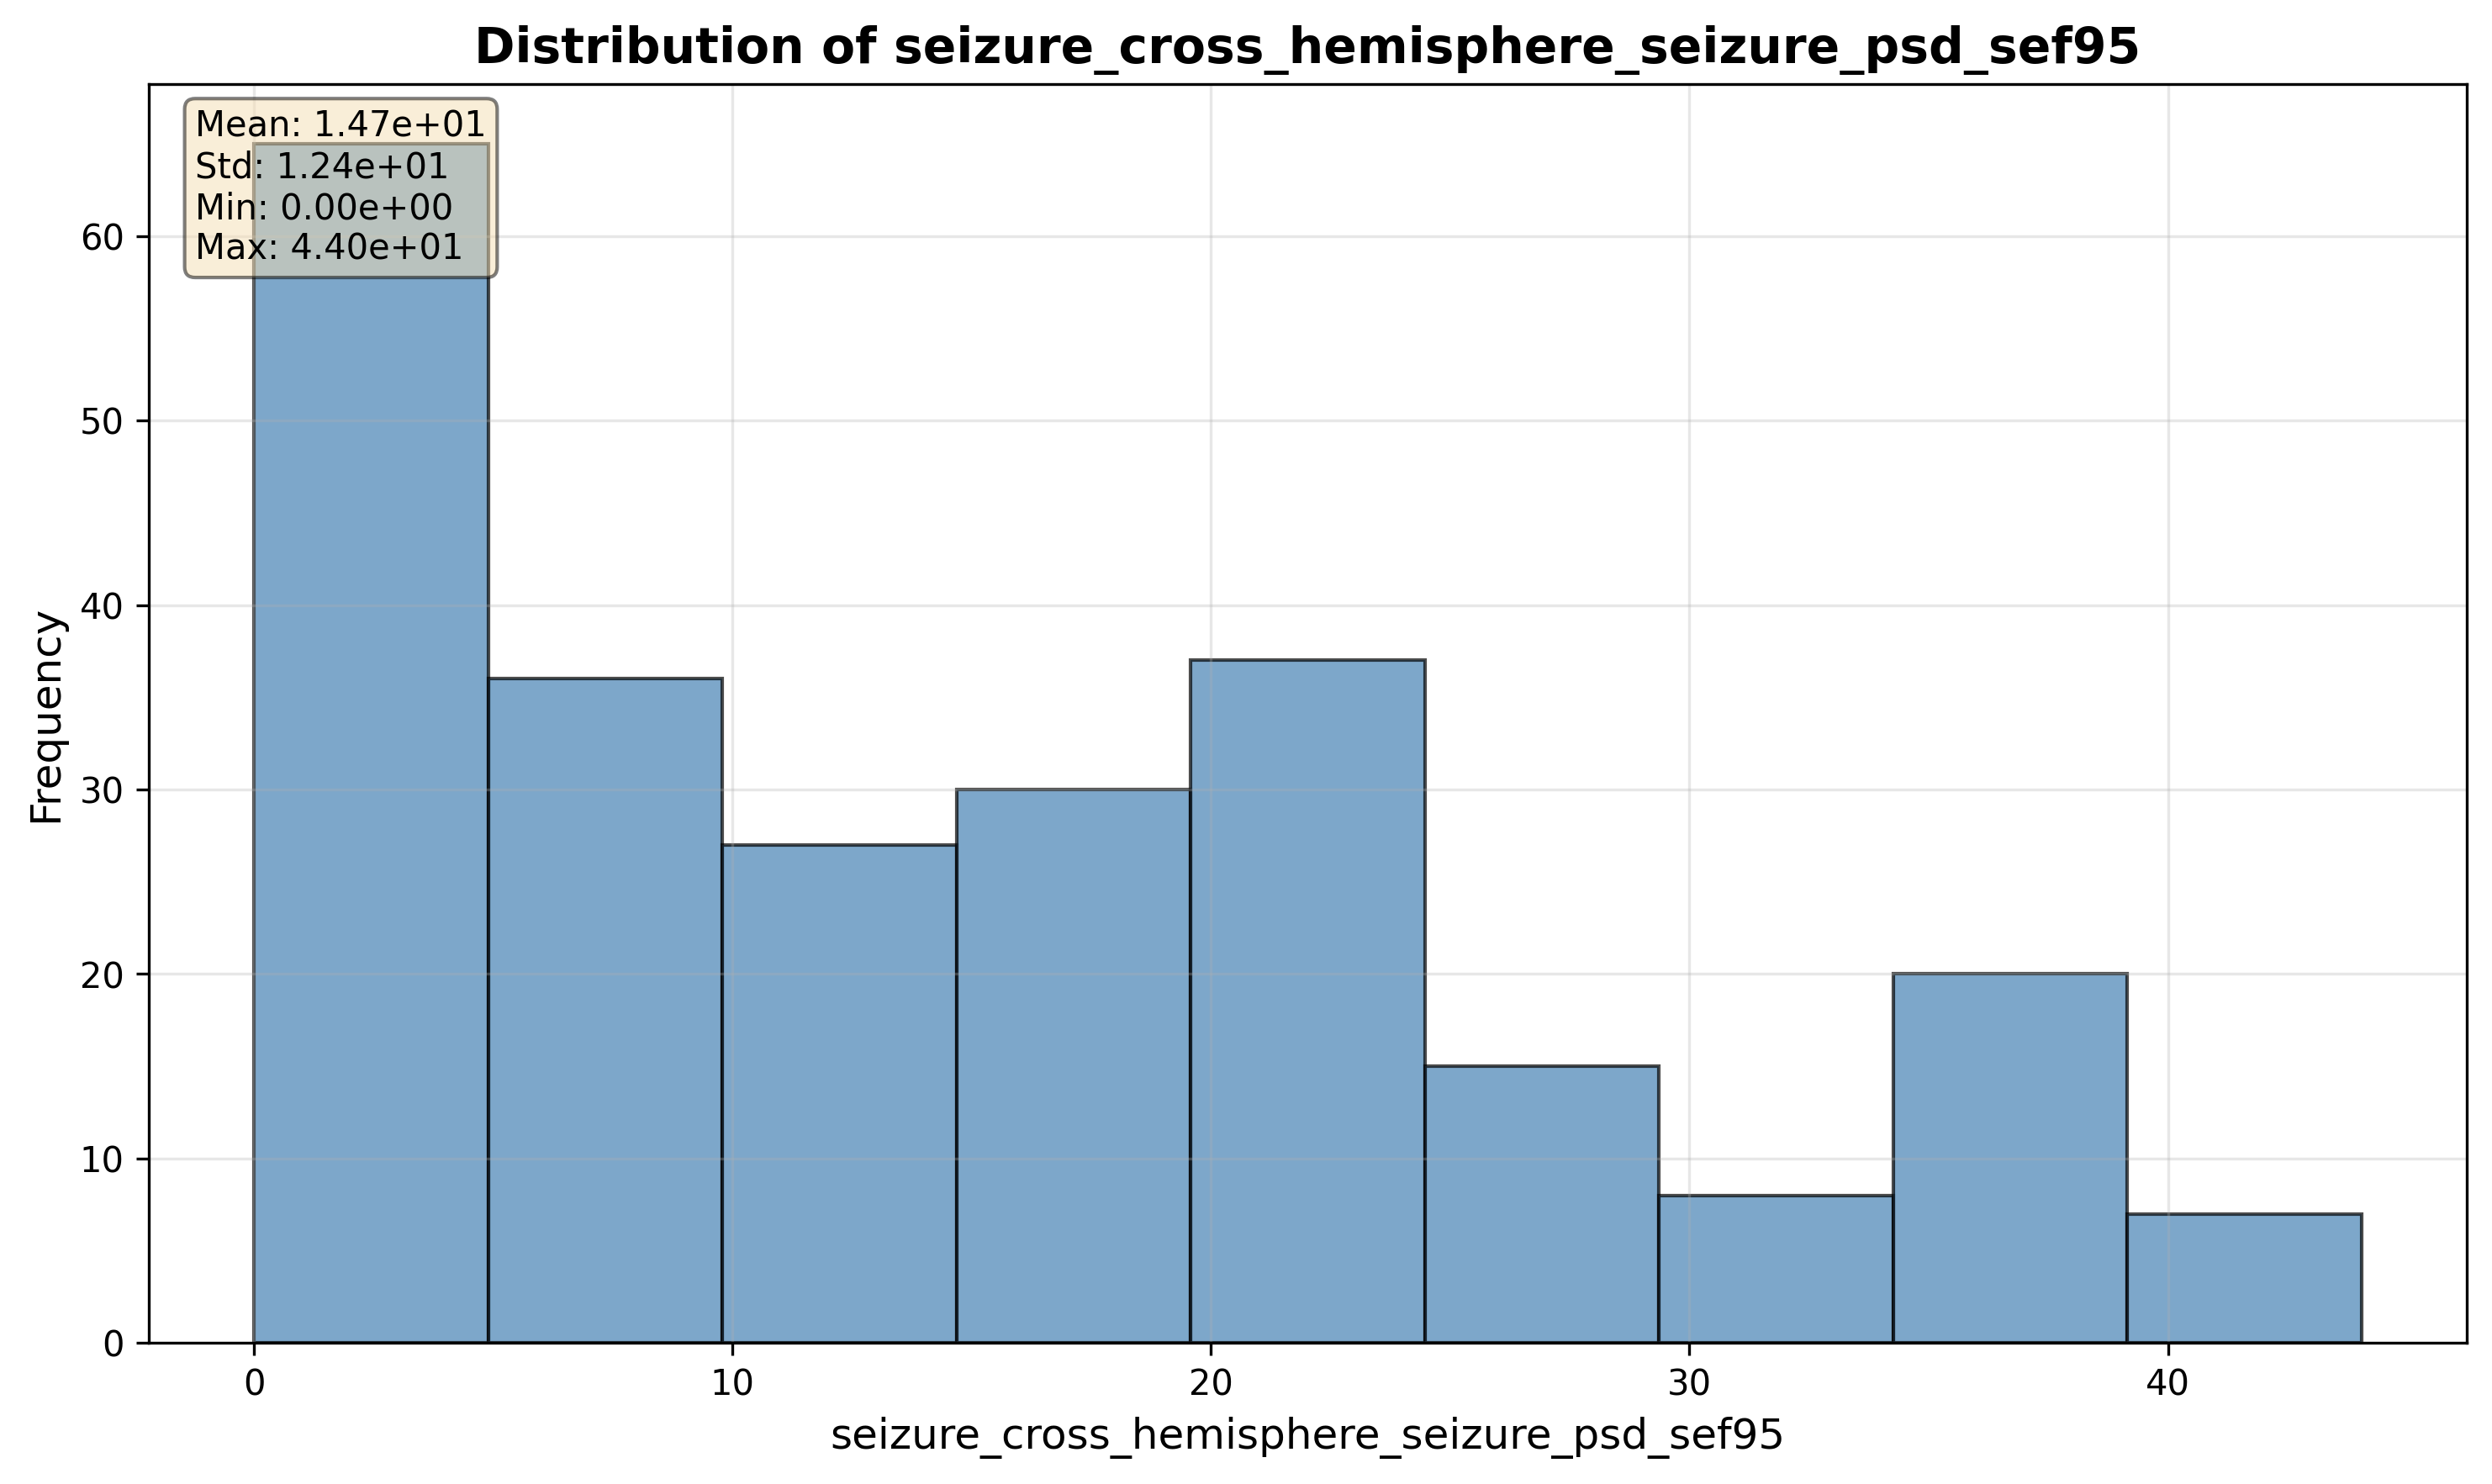 Distribution of seizure_cross_hemisphere_seizure_psd_sef95
Mean: 1.47e+01
Std: 1.24e+01
Min: 0.00e+00
Max: 4.40e+01
60
50
40
30
20
10
0
Frequency
0 10 20 30 40
seizure_cross_hemisphere_seizure_psd_sef95